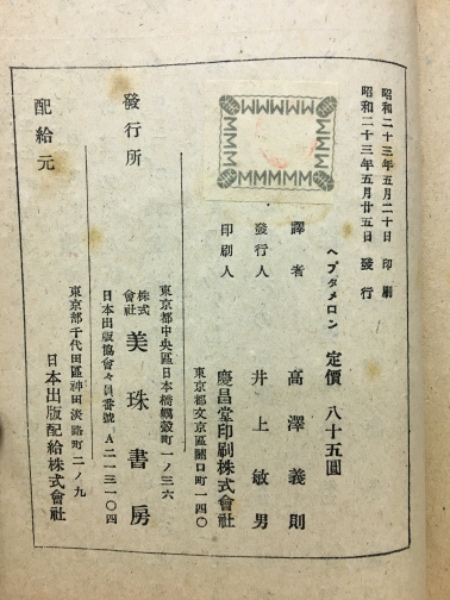 昭和二十三年五月二十日 印刷
昭和二十三年五月廿五日 發行
ヘプタメロン 定價 八十五圓
譯者 高澤義則
發行人 井上敏男
印刷人 慶昌堂印刷株式會社
東京都文京區關口町一四〇
東京都中央區日本橋蠣殼町一ノ三六
發行所 株式會社 美珠書房
日本出版協會々員番號 A二一三一〇四
東京都千代田區神田淡路町二ノ九
配給元 日本出版配給株式會社
MMMMMM